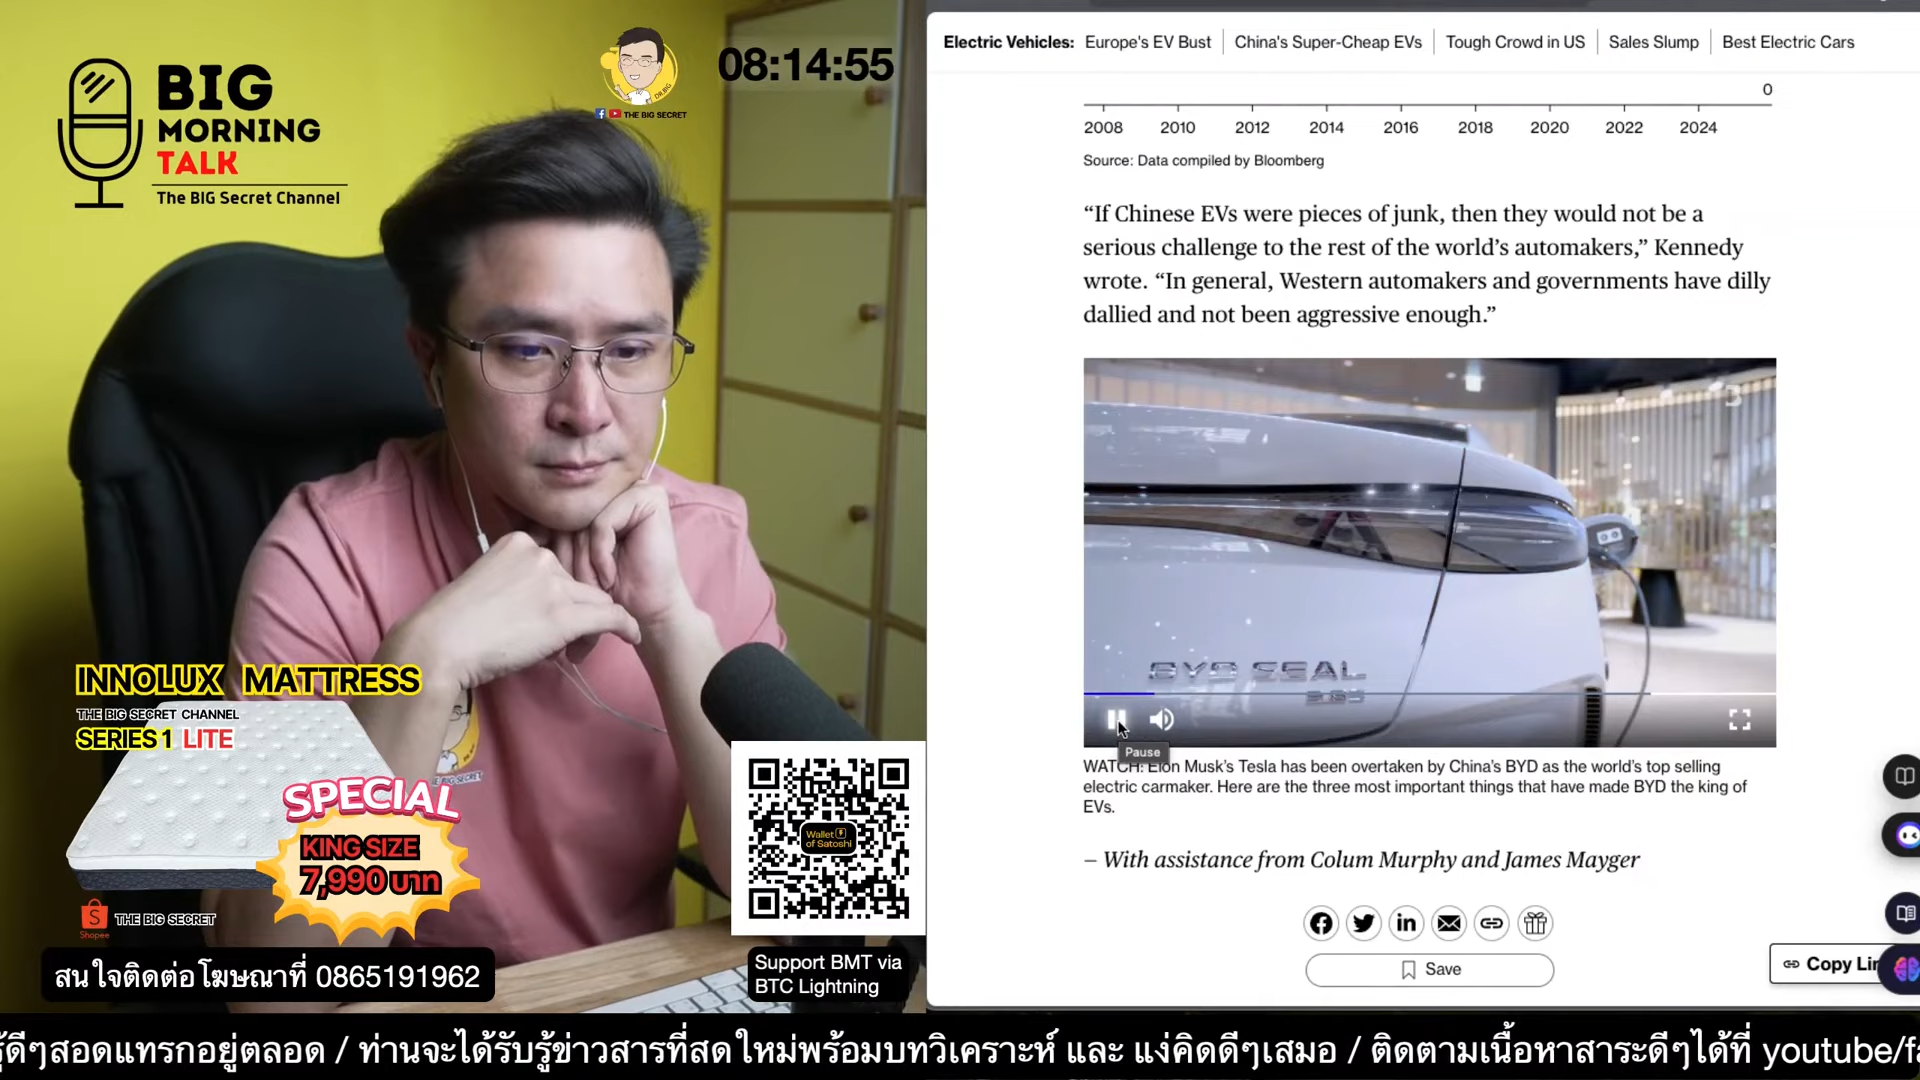 BIG
MORNING
TALK
The BIG Secret Channel
DR.BIG
THE BIG SECRET
08:14:55
INNOLUX MATTRESS
THE BIG SECRET CHANNEL
SERIES 1 LITE
SPECIAL
KING SIZE
7,990 บาท
Shopee
THE BIG SECRET
สนใจติดต่อโฆษณาที่ 0865191962
Wallet
of Satoshi
Support BMT via
BTC Lightning
Electric Vehicles: Europe's EV Bust China's Super-Cheap EVs Tough Crowd in US Sales Slump Best Electric Cars
0
2008 2010 2012 2014 2016 2018 2020 2022 2024
Source: Data compiled by Bloomberg
“If Chinese EVs were pieces of junk, then they would not be a
serious challenge to the rest of the world’s automakers,” Kennedy
wrote. “In general, Western automakers and governments have dilly
dallied and not been aggressive enough.”
BYD SEAL
Pause
WATCH: Elon Musk’s Tesla has been overtaken by China’s BYD as the world’s top selling
electric carmaker. Here are the three most important things that have made BYD the king of
EVs.
– With assistance from Colum Murphy and James Mayger
Save
Copy Lin
รู้ดีๆสอดแทรกอยู่ตลอด / ท่านจะได้รับรู้ข่าวสารที่สดใหม่พร้อมบทวิเคราะห์ และ แง่คิดดีๆเสมอ / ติดตามเนื้อหาสาระดีๆได้ที่ youtube/fa